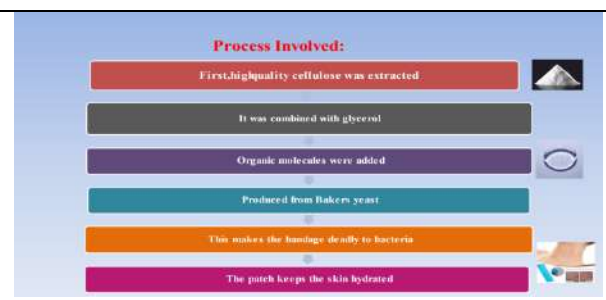 Process Involved:
First,highquality cellulose was extracted
It was combined with glycerol
Organic molecules were added
Produced from Bakers yeast
This makes the bandage deadly to bacteria
The patch keeps the skin hydrated